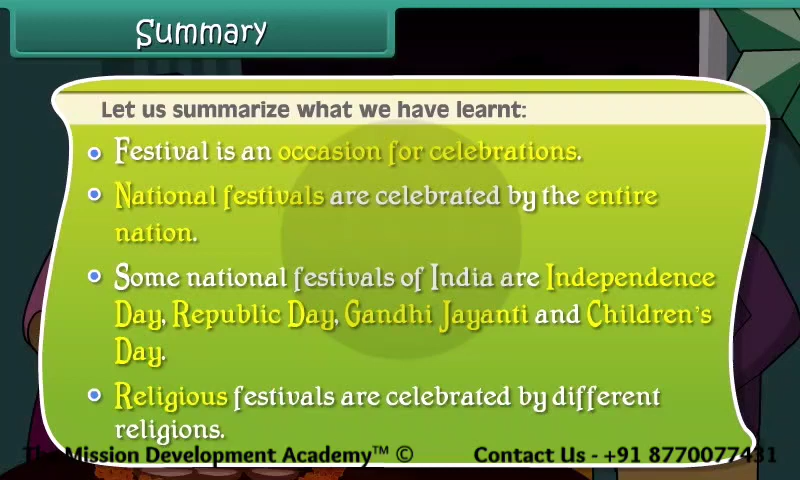 Summary
Let us summarize what we have learnt:
Festival is an occasion for celebrations.
National festivals are celebrated by the entire
nation.
Some national festivals of India are Independence
Day, Republic Day, Gandhi Jayanti and Children's
Day.
Religious festivals are celebrated by different
religions.
The Mission Development Academy™ © Contact Us - +91 8770077431